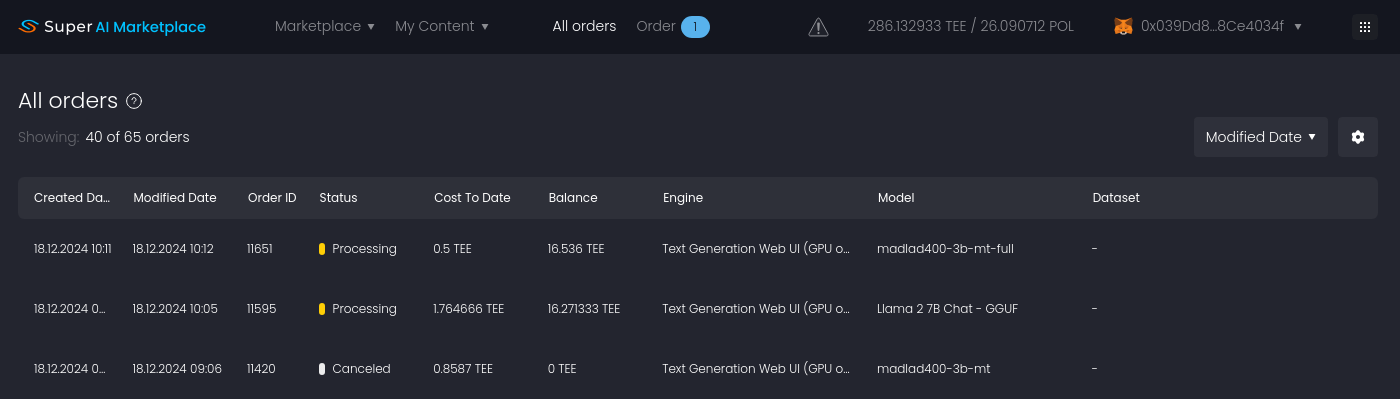 Super AI Marketplace Marketplace My Content All orders Order 1 286.132933 TEE / 26.090712 POL 0x039Dd8...8Ce4034f
All orders ?
Showing: 40 of 65 orders
Modified Date
Created Da... Modified Date Order ID Status Cost To Date Balance Engine Model Dataset
18.12.2024 10:11 18.12.2024 10:12 11651 Processing 0.5 TEE 16.536 TEE Text Generation Web UI (GPU o... madlad400-3b-mt-full -
18.12.2024 0... 18.12.2024 10:05 11595 Processing 1.764666 TEE 16.271333 TEE Text Generation Web UI (GPU o... Llama 2 7B Chat - GGUF -
18.12.2024 0... 18.12.2024 09:06 11420 Canceled 0.8587 TEE 0 TEE Text Generation Web UI (GPU o... madlad400-3b-mt -